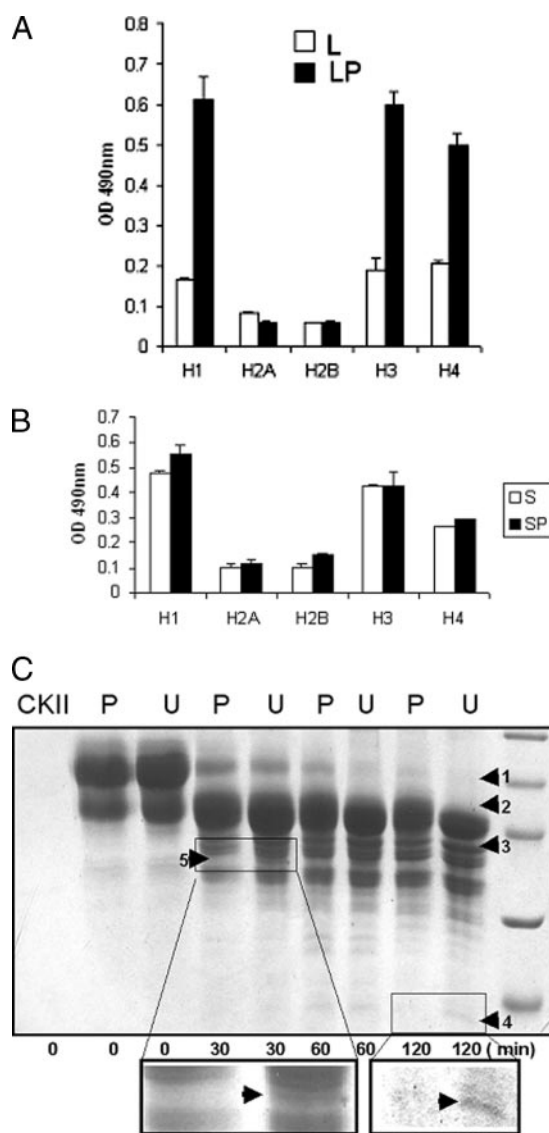 A
L
LP
OD 490nm
0.8
0.7
0.6
0.5
0.4
0.3
0.2
0.1
0
H1 H2A H2B H3 H4
B
OD 490nm
0.7
0.6
0.5
0.4
0.3
0.2
0.1
0
S
SP
H1 H2A H2B H3 H4
C
CKII P U P U P U P U
1
2
3
5
4
0 0 0 30 30 60 60 120 120 (min)